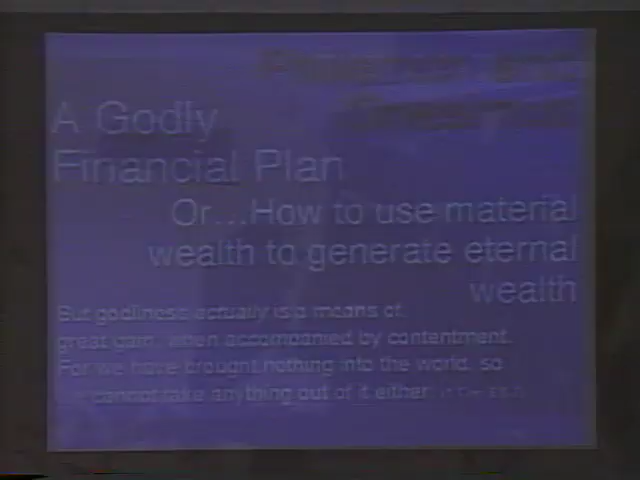 A Godly
Financial Plan
Or...How to use material
wealth to generate eternal
wealth
But godliness actually is a means of
great gain, when accompanied by contentment.
For we have brought nothing into the world, so
cannot take anything out of it either